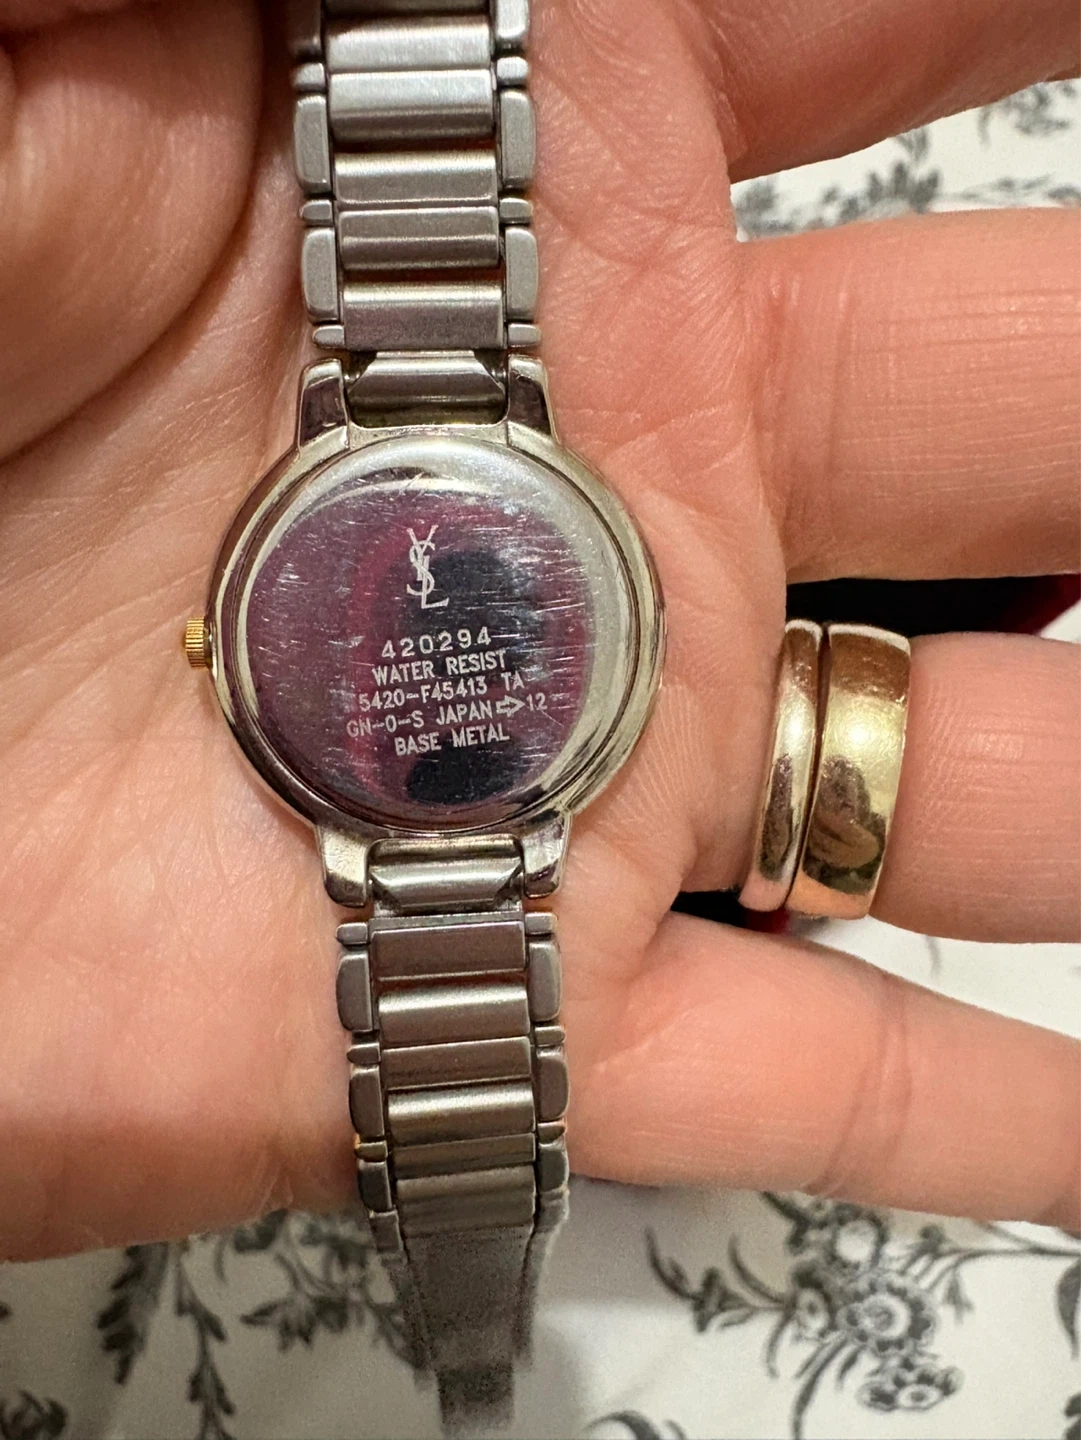 YSL
420294
WATER RESIST
5420-F45413 TA
GN-0-S JAPAN⇨12
BASE METAL